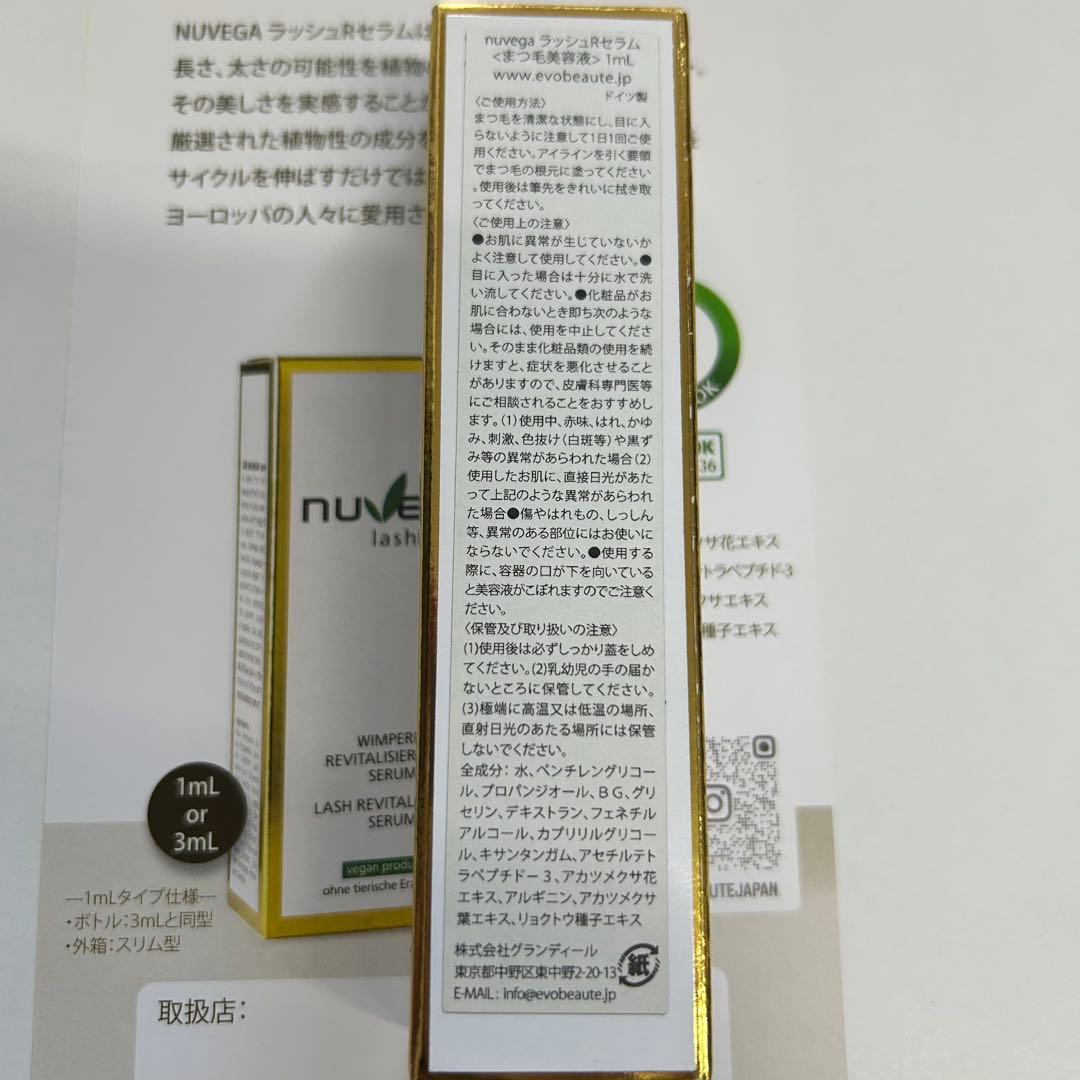 NUVEGA ラッシュRセラムは
長さ、太さの可能性を植物
その美しさを実感すること
厳選された植物性の成分を
サイクルを伸ばすだけでは
ヨーロッパの人々に愛用さ
nuvega ラッシュRセラム
<まつ毛美容液> 1mL
www.evobeaute.jp
ドイツ製
〈ご使用方法〉
まつ毛を清潔な状態にし、目に入
らないように注意して1日1回ご使
用ください。アイラインを引く要領
でまつ毛の根元に塗ってください
。使用後は筆先をきれいに拭き取
ってください。
〈ご使用上の注意〉
●お肌に異常が生じていないか
よく注意して使用してください。●
目に入った場合は十分に水で洗
い流してください。●化粧品がお
肌に合わないとき即ち次のような
場合には、使用を中止してくださ
い。そのまま化粧品類の使用を続
けますと、症状を悪化させること
がありますので、皮膚科専門医等
にご相談されることをおすすめし
ます。(1)使用中、赤味、はれ、かゆ
み、刺激、色抜け(白斑等)や黒ず
み等の異常があらわれた場合(2)
使用したお肌に、直接日光があた
って上記のような異常があらわれ
た場合●傷やはれもの、しっしん
等、異常のある部位にはお使いに
ならないでください。●使用する
際に、容器の口が下を向いている
と美容液がこぼれますのでご注意く
ださい。
〈保管及び取り扱いの注意〉
(1)使用後は必ずしっかり蓋をしめ
てください。(2)乳幼児の手の届か
ないところに保管してください。
(3)極端に高温又は低温の場所、
直射日光のあたる場所には保管
しないでください。
全成分：水、ペンチレングリコー
ル、プロパンジオール、BG、グリ
セリン、デキストラン、フェネチル
アルコール、カプリリルグリコー
ル、キサンタンガム、アセチルテト
ラペプチドー3、アカツメクサ花
エキス、アルギニン、アカツメクサ
葉エキス、リョクトウ種子エキス
株式会社グランディール
東京都中野区東中野2-20-13
E-MAIL : info@evobeaute.jp
紙
nuve
lash
WIMPER
REVITALISIER
SERUM
LASH REVITAL
SERUM
vegan produ
ohne tierische Er
1mL
or
3mL
---1mLタイプ仕様---
・ボトル：3mLと同型
・外箱：スリム型
取扱店：
OK
OK
36
クサ花エキス
トラペプチド-3
クサエキス
種子エキス
UTEJAPAN